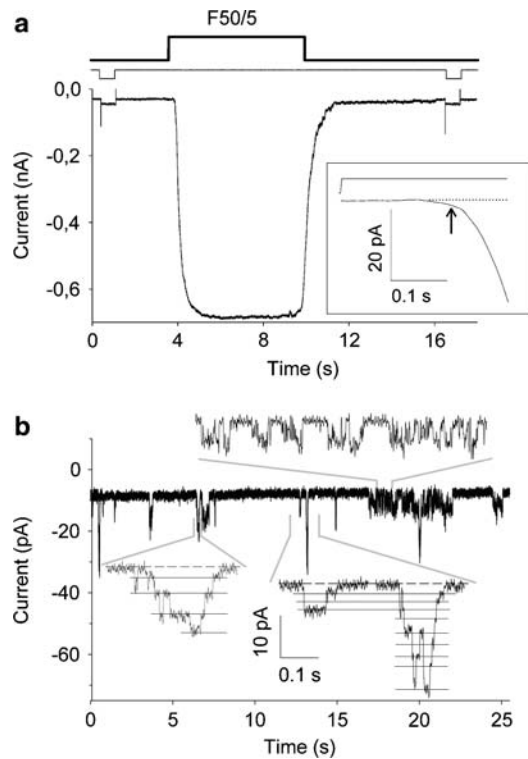 a
F50/5
0,0
-0,2
-0,4
-0,6
Current (nA)
20 pA
0.1 s
0 4 8 12 16
Time (s)
b
0
-20
-40
-60
Current (pA)
10 pA
0.1 s
0 5 10 15 20 25
Time (s)